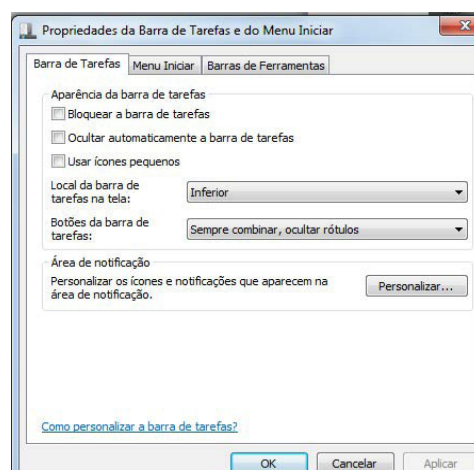 Propriedades da Barra de Tarefas e do Menu Iniciar
Barra de Tarefas Menu Iniciar Barras de Ferramentas
Aparência da barra de tarefas
Bloquear a barra de tarefas
Ocultar automaticamente a barra de tarefas
Usar ícones pequenos
Local da barra de
tarefas na tela:
Inferior
Botões da barra de
tarefas:
Sempre combinar, ocultar rótulos
Área de notificação
Personalizar os ícones e notificações que aparecem na
área de notificação.
Personalizar...
Como personalizar a barra de tarefas?
OK Cancelar Aplicar